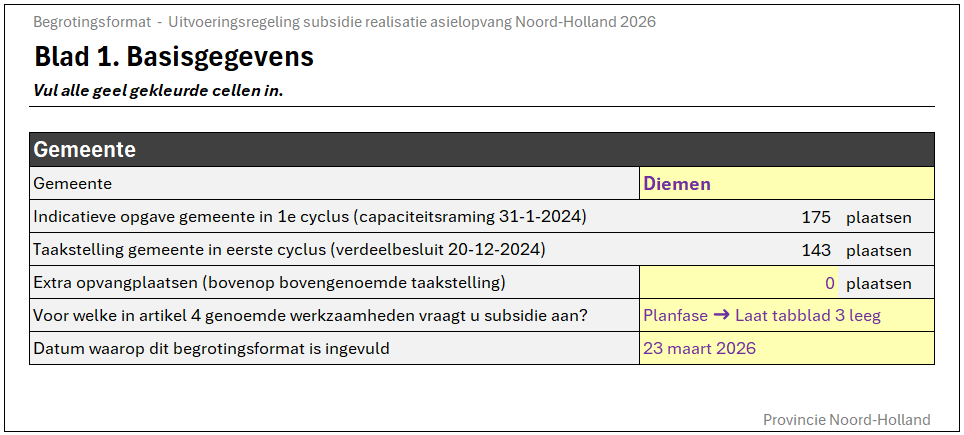 Begrotingsformat - Uitvoeringsregeling subsidie realisatie asielopvang Noord-Holland 2026
Blad 1. Basisgegevens
Vul alle geel gekleurde cellen in.
Gemeente
Gemeente Diemen
Indicatieve opgave gemeente in 1e cyclus (capaciteitsraming 31-1-2024) 175 plaatsen
Taakstelling gemeente in eerste cyclus (verdeelbesluit 20-12-2024) 143 plaatsen
Extra opvangplaatsen (bovenop bovengenoemde taakstelling) 0 plaatsen
Voor welke in artikel 4 genoemde werkzaamheden vraagt u subsidie aan? Planfase ➔ Laat tabblad 3 leeg
Datum waarop dit begrotingsformat is ingevuld 23 maart 2026
Provincie Noord-Holland